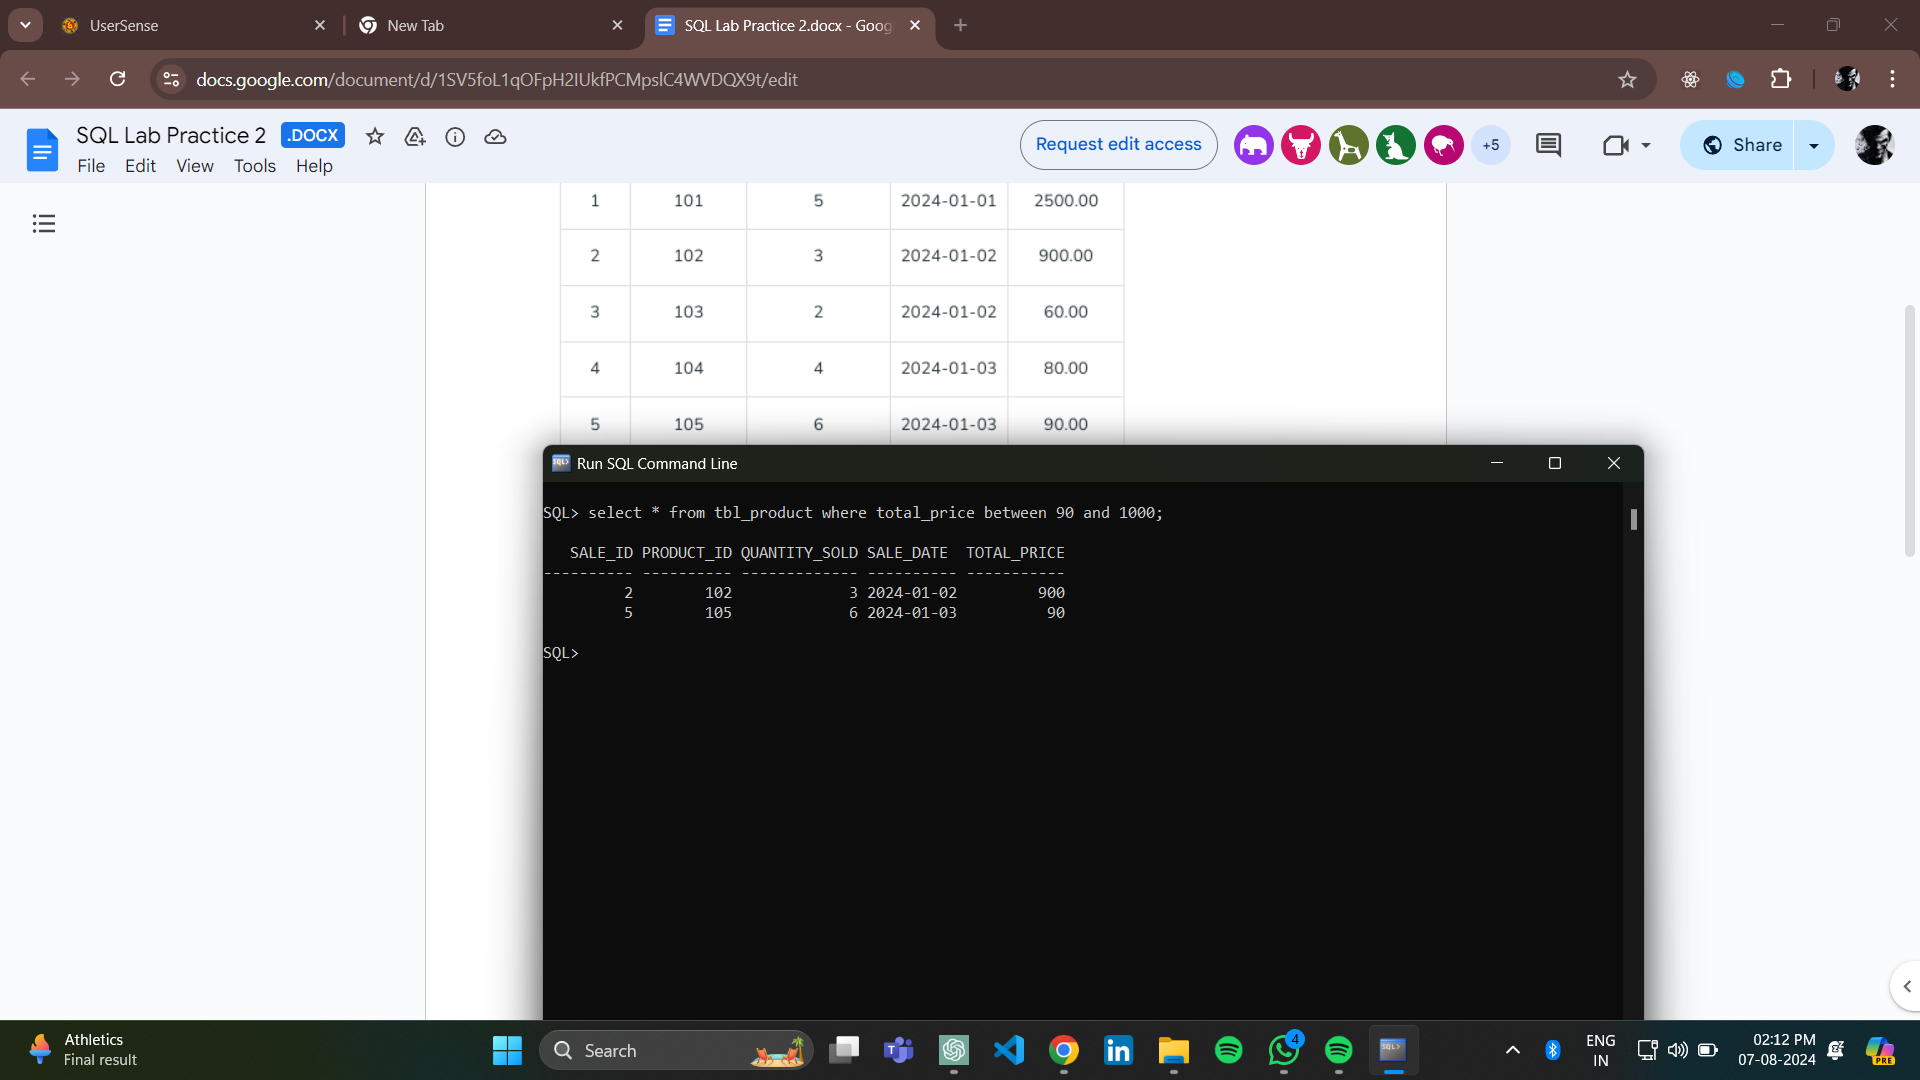 UserSense
New Tab
SQL Lab Practice 2.docx - Goog
docs.google.com/document/d/1SV5foL1qOFpH2IUkfPCMpslC4WVDQX9t/edit
SQL Lab Practice 2 .DOCX
File Edit View Tools Help
Request edit access
+5
Share
1 101 5 2024-01-01 2500.00
2 102 3 2024-01-02 900.00
3 103 2 2024-01-02 60.00
4 104 4 2024-01-03 80.00
5 105 6 2024-01-03 90.00
Run SQL Command Line
SQL> select * from tbl_product where total_price between 90 and 1000;
SALE_ID PRODUCT_ID QUANTITY_SOLD SALE_DATE TOTAL_PRICE
---------- ---------- ------------- ---------- -----------
2 102 3 2024-01-02 900
5 105 6 2024-01-03 90
SQL>
Athletics
Final result
Search
4
ENG
IN
02:12 PM
07-08-2024
PRE